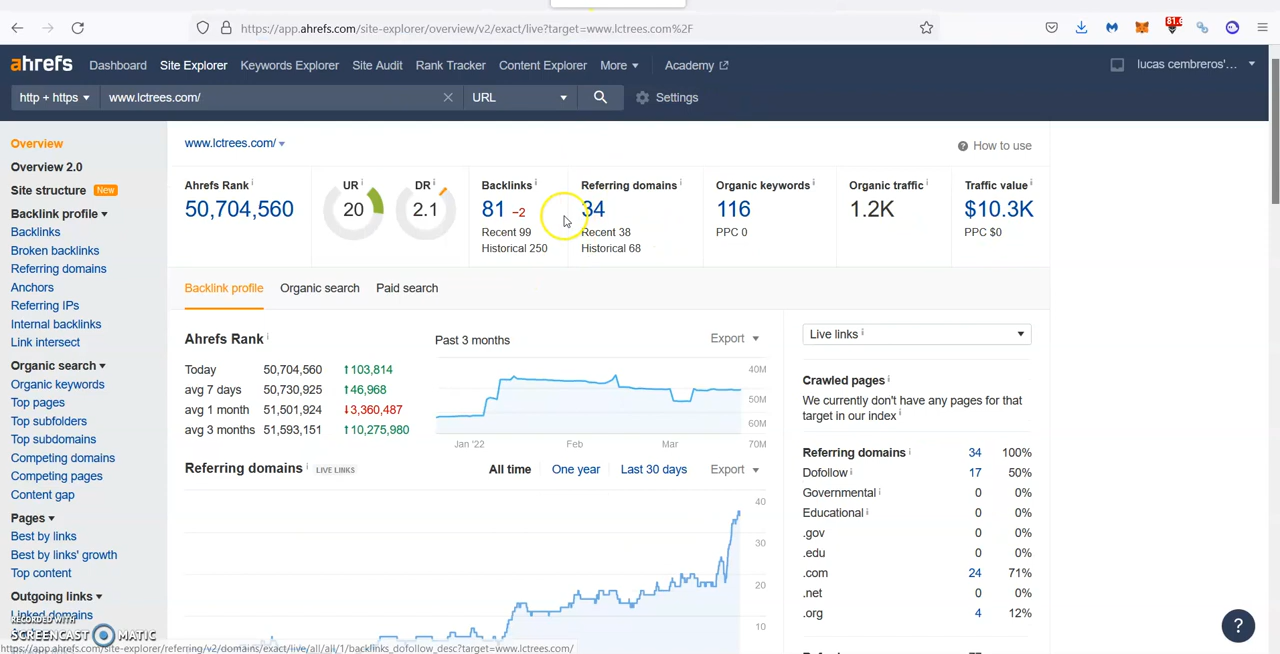 https://app.ahrefs.com/site-explorer/overview/v2/exact/live?target=www.lctrees.com%2F
81.6
ahrefs Dashboard Site Explorer Keywords Explorer Site Audit Rank Tracker Content Explorer More Academy lucas cembreros'...
http + https www.lctrees.com/ URL Settings
Overview
Overview 2.0
Site structure New
Backlink profile
Backlinks
Broken backlinks
Referring domains
Anchors
Referring IPs
Internal backlinks
Link intersect
Organic search
Organic keywords
Top pages
Top subfolders
Top subdomains
Competing domains
Competing pages
Content gap
Pages
Best by links
Best by links' growth
Top content
Outgoing links
Linked domains
www.lctrees.com/ How to use
Ahrefs Rank
50,704,560
UR
20
DR
2.1
Backlinks
81 –2
Recent 99
Historical 250
Referring domains
34
Recent 38
Historical 68
Organic keywords
116
PPC 0
Organic traffic
1.2K
Traffic value
$10.3K
PPC $0
Backlink profile Organic search Paid search
Ahrefs Rank
Today 50,704,560 ↑103,814
avg 7 days 50,730,925 ↑46,968
avg 1 month 51,501,924 ↓3,360,487
avg 3 months 51,593,151 ↑10,275,980
Past 3 months Export
40M
50M
60M
70M
Jan '22 Feb Mar
Referring domains LIVE LINKS All time One year Last 30 days Export
40
30
20
10
Live links
Crawled pages
We currently don't have any pages for that
target in our index
Referring domains 34 100%
Dofollow 17 50%
Governmental 0 0%
Educational 0 0%
.gov 0 0%
.edu 0 0%
.com 24 71%
.net 0 0%
.org 4 12%
?
RECORDED WITH
SCREENCAST MATIC
https://app.ahrefs.com/site-explorer/referring/v2/domains/exact/live/all/all/1/backlinks_dofollow_desc?target=www.lctrees.com/